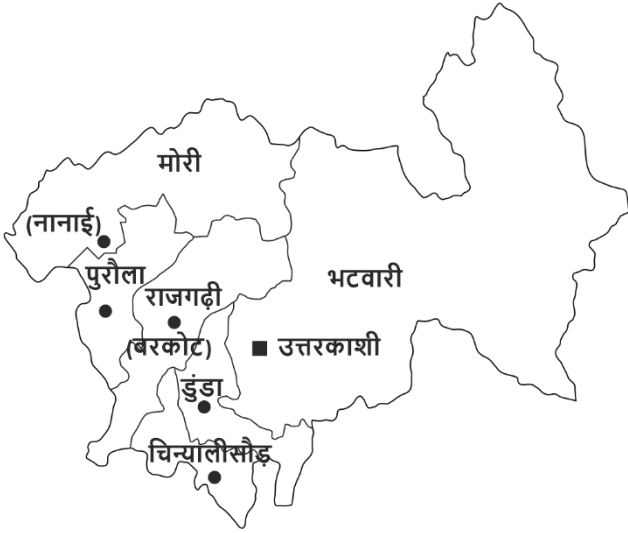 मोरी
(नानाई)
पुरौला
राजगढ़ी
भटवारी
(बरकोट)
उत्तरकाशी
डुंडा
चिन्यालीसौड़